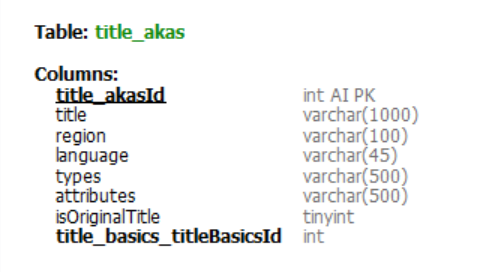 Table: title_akas
Columns:
title_akasId int AI PK
title varchar(1000)
region varchar(100)
language varchar(45)
types varchar(500)
attributes varchar(500)
isOriginalTitle tinyint
title_basics_titleBasicsId int